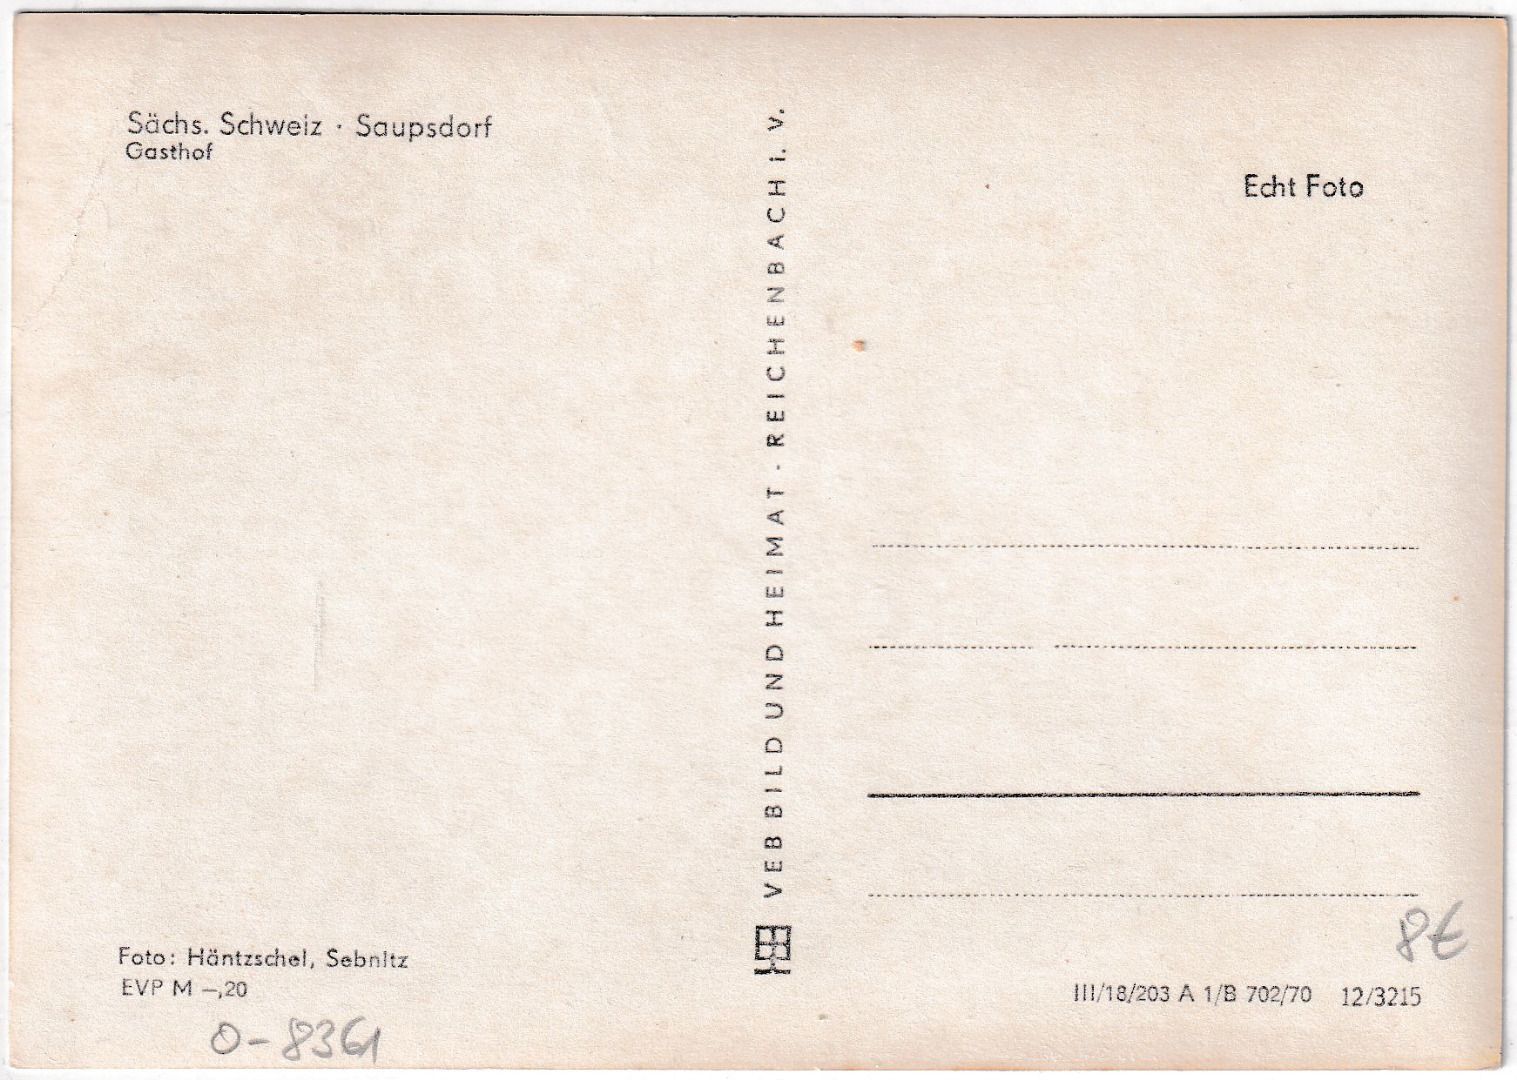 Sächs. Schweiz · Saupsdorf
Gasthof
Echt Foto
VEB BILD UND HEIMAT · REICHENBACH i. V.
Foto: Häntzschel, Sebnitz
EVP M –,20
III/18/203 A 1/B 702/70 12/3215
O-8361
8€